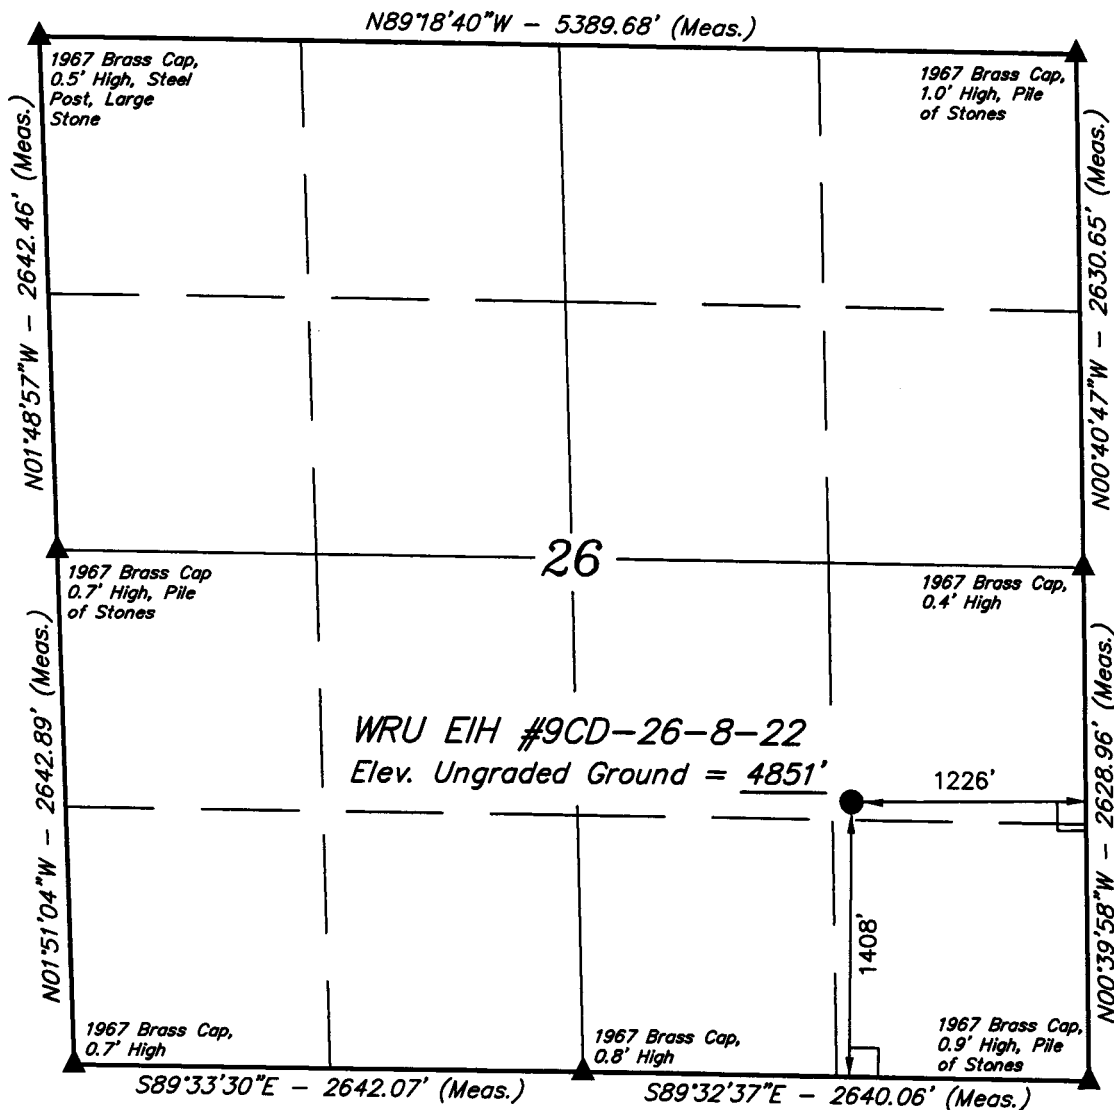 N89°18'40"W - 5389.68' (Meas.)
1967 Brass Cap,
0.5' High, Steel
Post, Large
Stone
1967 Brass Cap,
1.0' High, Pile
of Stones
N01°48'57"W - 2642.46' (Meas.)
N00°40'47"W - 2630.65' (Meas.)
26
1967 Brass Cap
0.7' High, Pile
of Stones
1967 Brass Cap,
0.4' High
WRU EIH #9CD-26-8-22
Elev. Ungraded Ground = 4851'
1226'
1408'
N01°51'04"W - 2642.89' (Meas.)
N00°39'58"W - 2628.96' (Meas.)
1967 Brass Cap,
0.7' High
1967 Brass Cap,
0.8' High
1967 Brass Cap,
0.9' High, Pile
of Stones
S89°33'30"E - 2642.07' (Meas.)
S89°32'37"E - 2640.06' (Meas.)